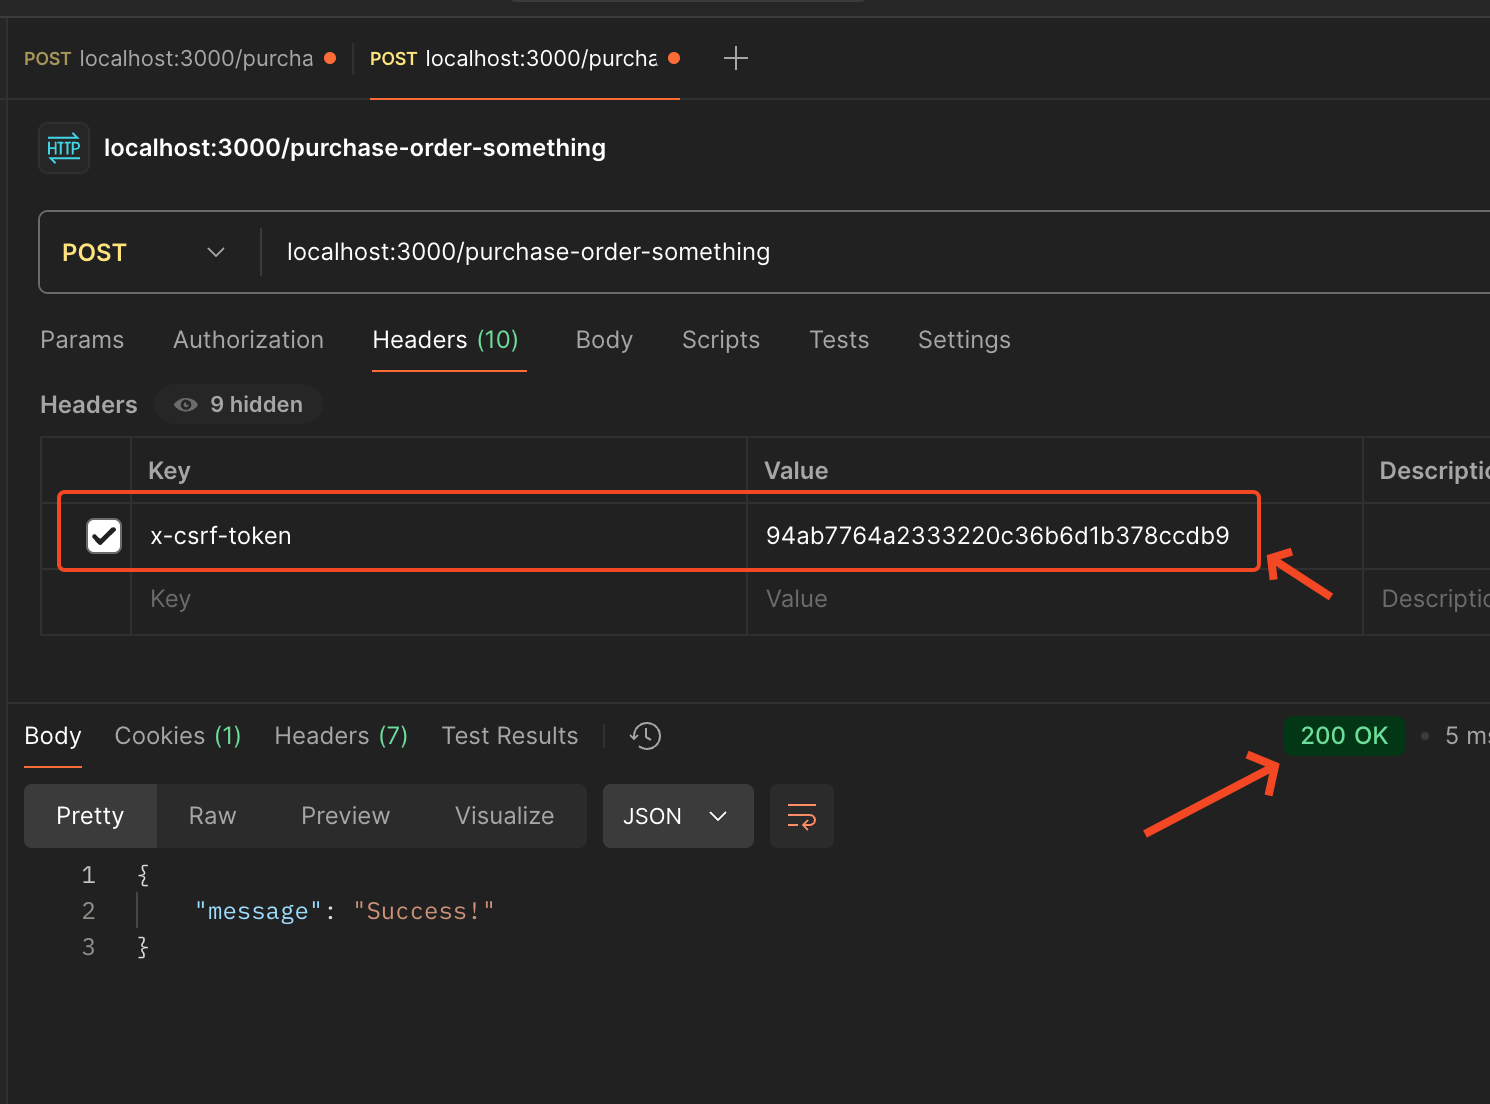 POST localhost:3000/purcha POST localhost:3000/purcha
HTTP localhost:3000/purchase-order-something
POST localhost:3000/purchase-order-something
Params Authorization Headers (10) Body Scripts Tests Settings
Headers 9 hidden
Key Value Descriptio
x-csrf-token 94ab7764a2333220c36b6d1b378ccdb9
Key Value Descriptio
Body Cookies (1) Headers (7) Test Results 200 OK • 5 ms
Pretty Raw Preview Visualize JSON
1 {
2 "message": "Success!"
3 }